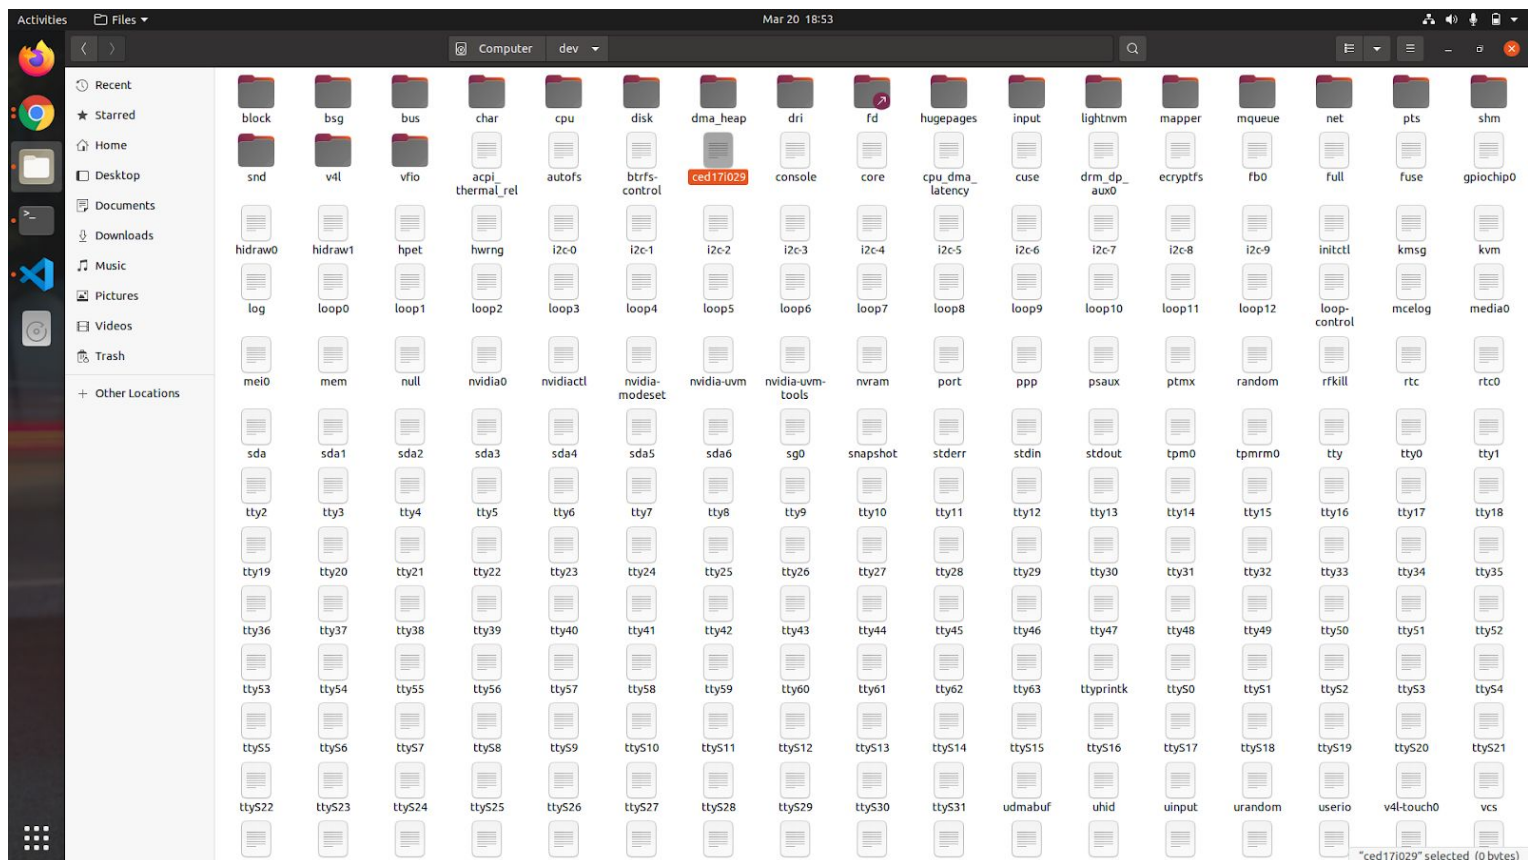 Activities Files Mar 20 18:53
Computer dev
Recent
Starred
Home
Desktop
Documents
Downloads
Music
Pictures
Videos
Trash
+ Other Locations
block bsg bus char cpu disk dma_heap dri fd hugepages input lightnvm mapper mqueue net pts shm
snd v4l vfio acpi_ autofs btrfs- ced17i029 console core cpu_dma_ cuse drm_dp_ ecryptfs fb0 full fuse gpiochip0
thermal_rel control latency aux0
hidraw0 hidraw1 hpet hwrng i2c-0 i2c-1 i2c-2 i2c-3 i2c-4 i2c-5 i2c-6 i2c-7 i2c-8 i2c-9 initctl kmsg kvm
log loop0 loop1 loop2 loop3 loop4 loop5 loop6 loop7 loop8 loop9 loop10 loop11 loop12 loop- mcelog media0
control
mei0 mem null nvidia0 nvidiactl nvidia- nvidia-uvm nvidia-uvm- nvram port ppp psaux ptmx random rfkill rtc rtc0
modeset tools
sda sda1 sda2 sda3 sda4 sda5 sda6 sg0 snapshot stderr stdin stdout tpm0 tpmrm0 tty tty0 tty1
tty2 tty3 tty4 tty5 tty6 tty7 tty8 tty9 tty10 tty11 tty12 tty13 tty14 tty15 tty16 tty17 tty18
tty19 tty20 tty21 tty22 tty23 tty24 tty25 tty26 tty27 tty28 tty29 tty30 tty31 tty32 tty33 tty34 tty35
tty36 tty37 tty38 tty39 tty40 tty41 tty42 tty43 tty44 tty45 tty46 tty47 tty48 tty49 tty50 tty51 tty52
tty53 tty54 tty55 tty56 tty57 tty58 tty59 tty60 tty61 tty62 tty63 ttyprintk ttyS0 ttyS1 ttyS2 ttyS3 ttyS4
ttyS5 ttyS6 ttyS7 ttyS8 ttyS9 ttyS10 ttyS11 ttyS12 ttyS13 ttyS14 ttyS15 ttyS16 ttyS17 ttyS18 ttyS19 ttyS20 ttyS21
ttyS22 ttyS23 ttyS24 ttyS25 ttyS26 ttyS27 ttyS28 ttyS29 ttyS30 ttyS31 udmabuf uhid uinput urandom userio v4l-touch0 vcs
"ced17i029" selected (0 bytes)